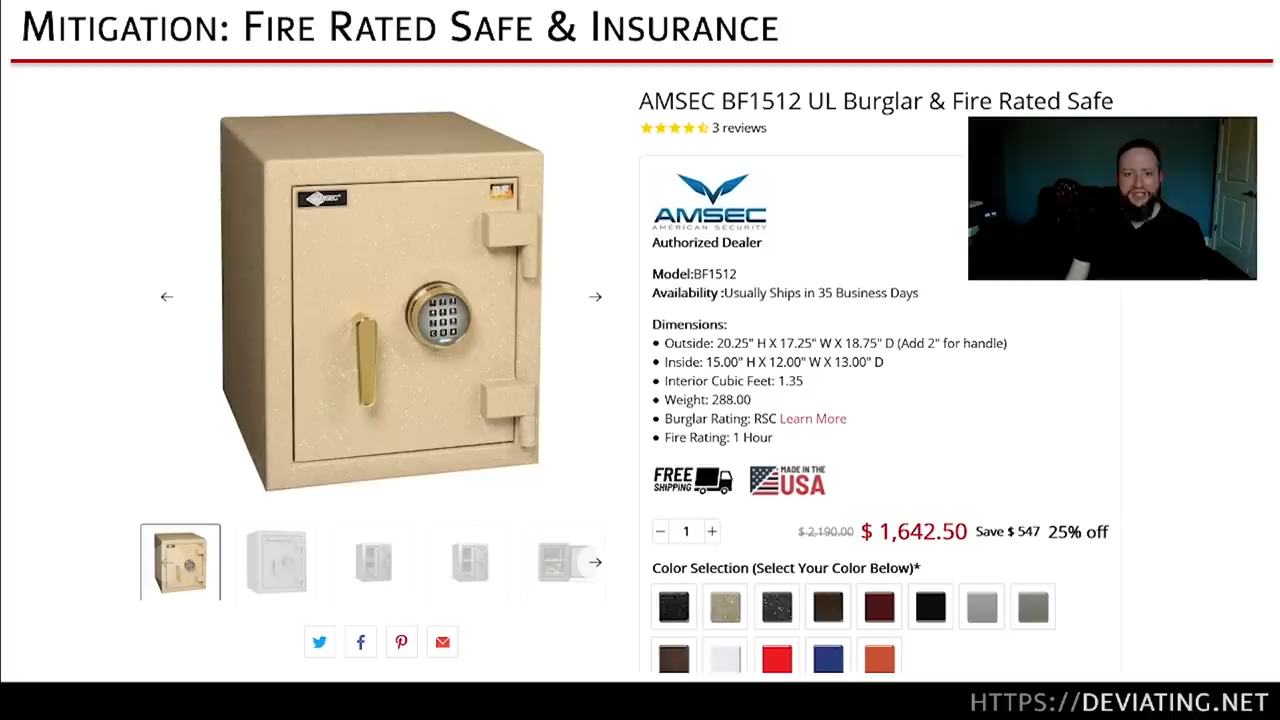 MITIGATION: FIRE RATED SAFE & INSURANCE
AMSEC BF1512 UL Burglar & Fire Rated Safe
3 reviews
AMSEC
AMERICAN SECURITY
Authorized Dealer
Model:BF1512
Availability :Usually Ships in 35 Business Days
Dimensions:
• Outside: 20.25" H X 17.25" W X 18.75" D (Add 2" for handle)
• Inside: 15.00" H X 12.00" W X 13.00" D
• Interior Cubic Feet: 1.35
• Weight: 288.00
• Burglar Rating: RSC Learn More
• Fire Rating: 1 Hour
FREE SHIPPING
MADE IN THE USA
− 1 +
$ 2,190.00 $ 1,642.50 Save $ 547 25% off
Color Selection (Select Your Color Below)*
HTTPS://DEVIATING.NET